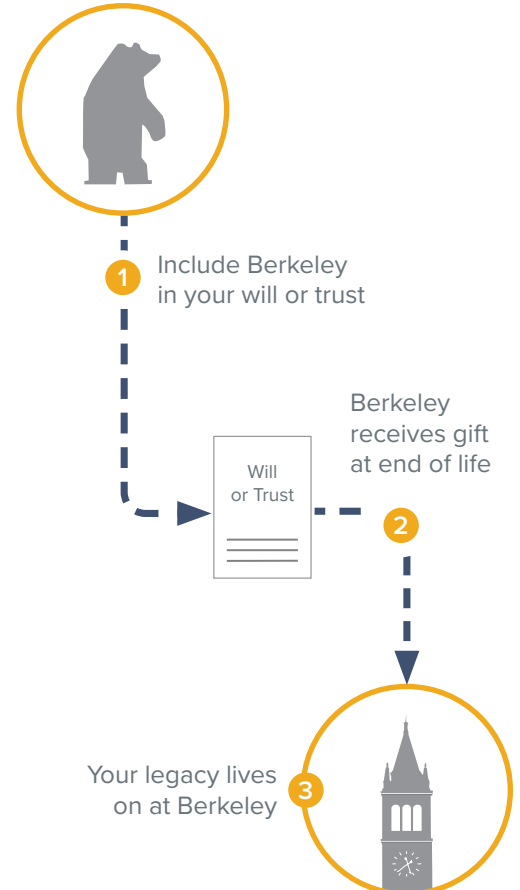 1
Include Berkeley
in your will or trust
Will
or Trust
Berkeley
receives gift
at end of life
2
Your legacy lives
on at Berkeley
3